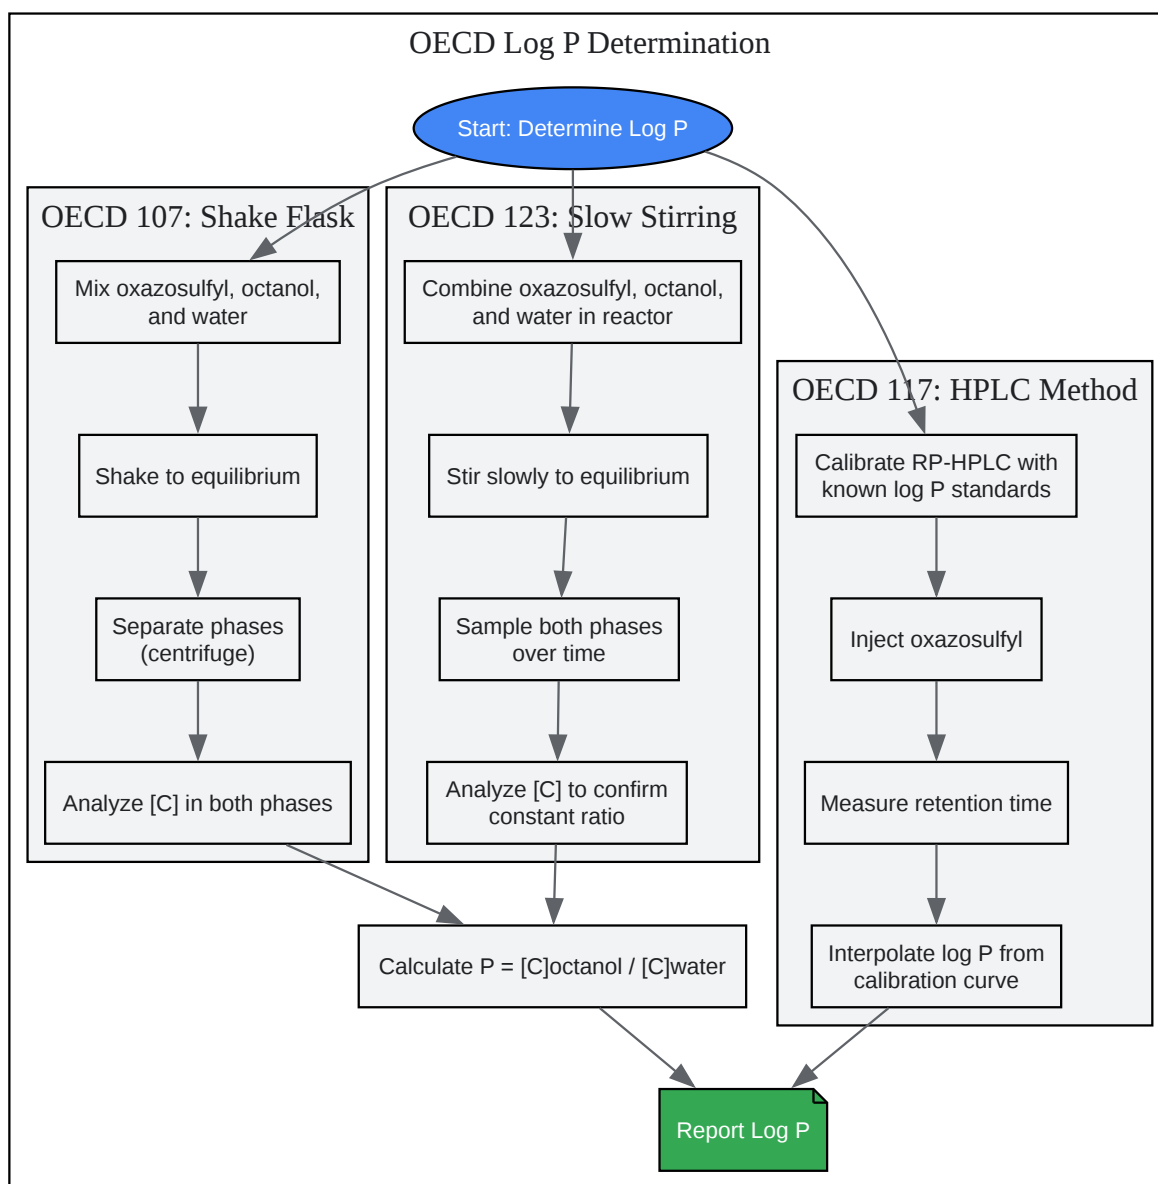 OECD Log P Determination
Start: Determine Log P
OECD 107: Shake Flask
Mix oxazosulfyl, octanol,
and water
Shake to equilibrium
Separate phases
(centrifuge)
Analyze [C] in both phases
OECD 123: Slow Stirring
Combine oxazosulfyl, octanol,
and water in reactor
Stir slowly to equilibrium
Sample both phases
over time
Analyze [C] to confirm
constant ratio
Calculate P = [C]octanol / [C]water
OECD 117: HPLC Method
Calibrate RP-HPLC with
known log P standards
Inject oxazosulfyl
Measure retention time
Interpolate log P from
calibration curve
Report Log P